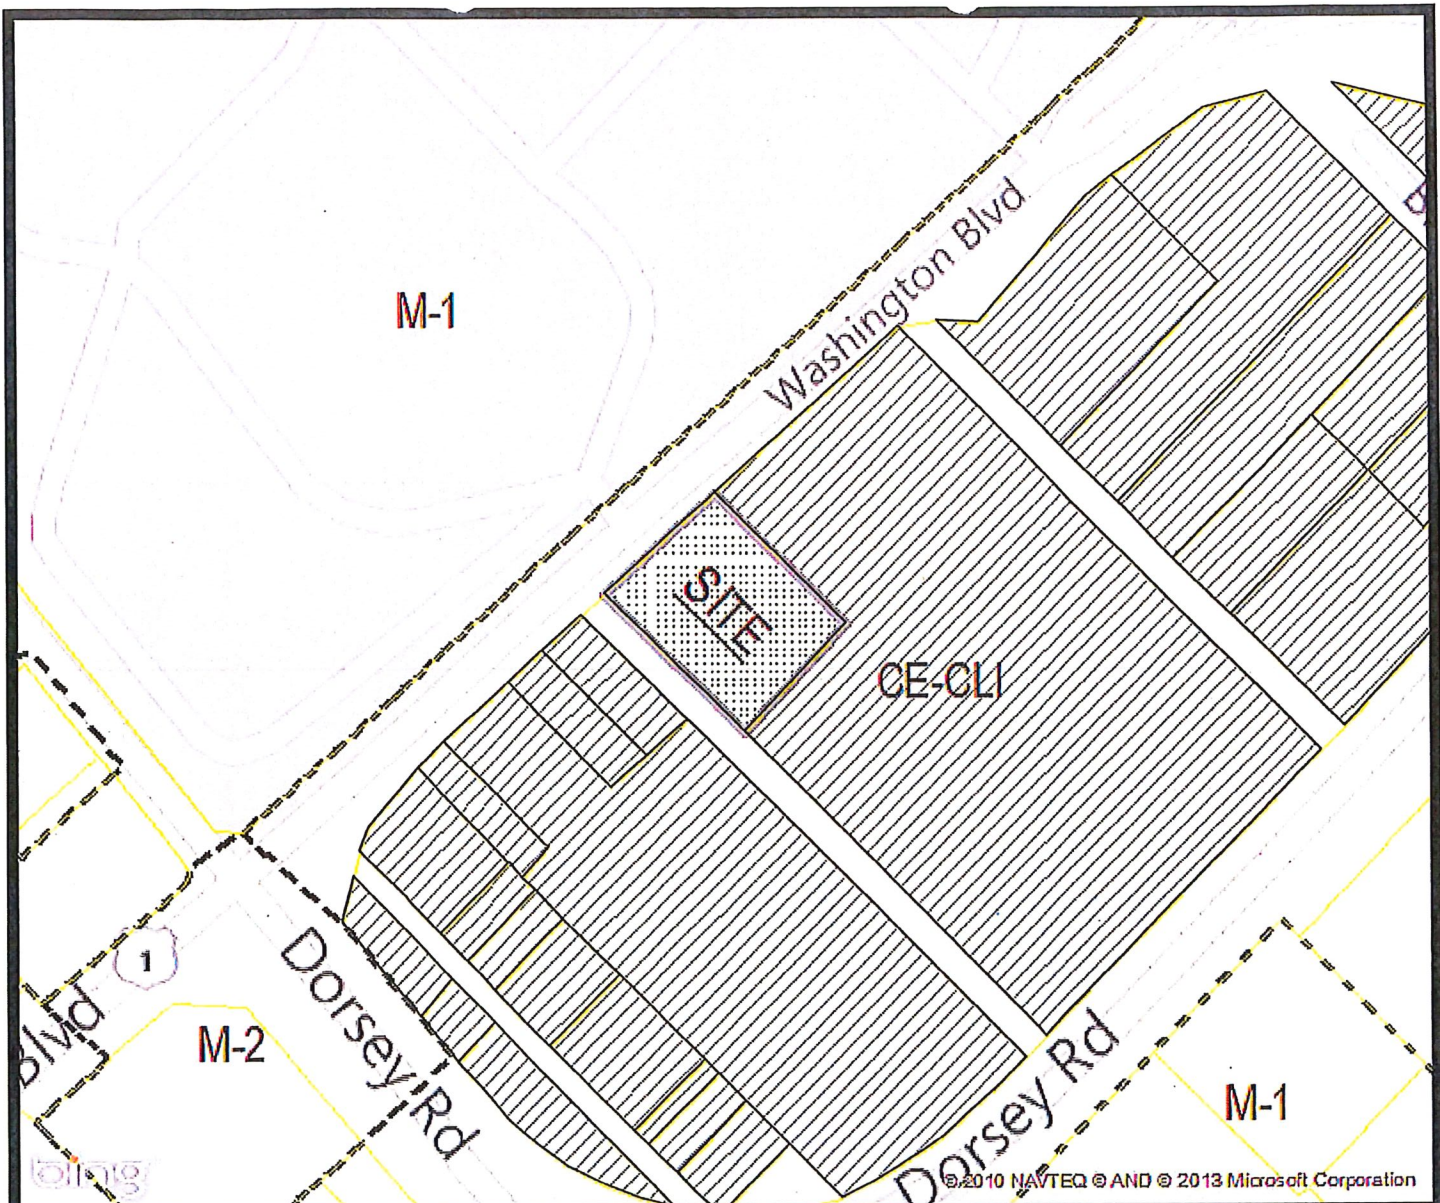 Washington Blvd
M-1
SITE
CE-CLI
1
Blvd
M-2
Dorsey Rd
Dorsey Rd
M-1
bing
© 2010 NAVTEQ © AND © 2013 Microsoft Corporation